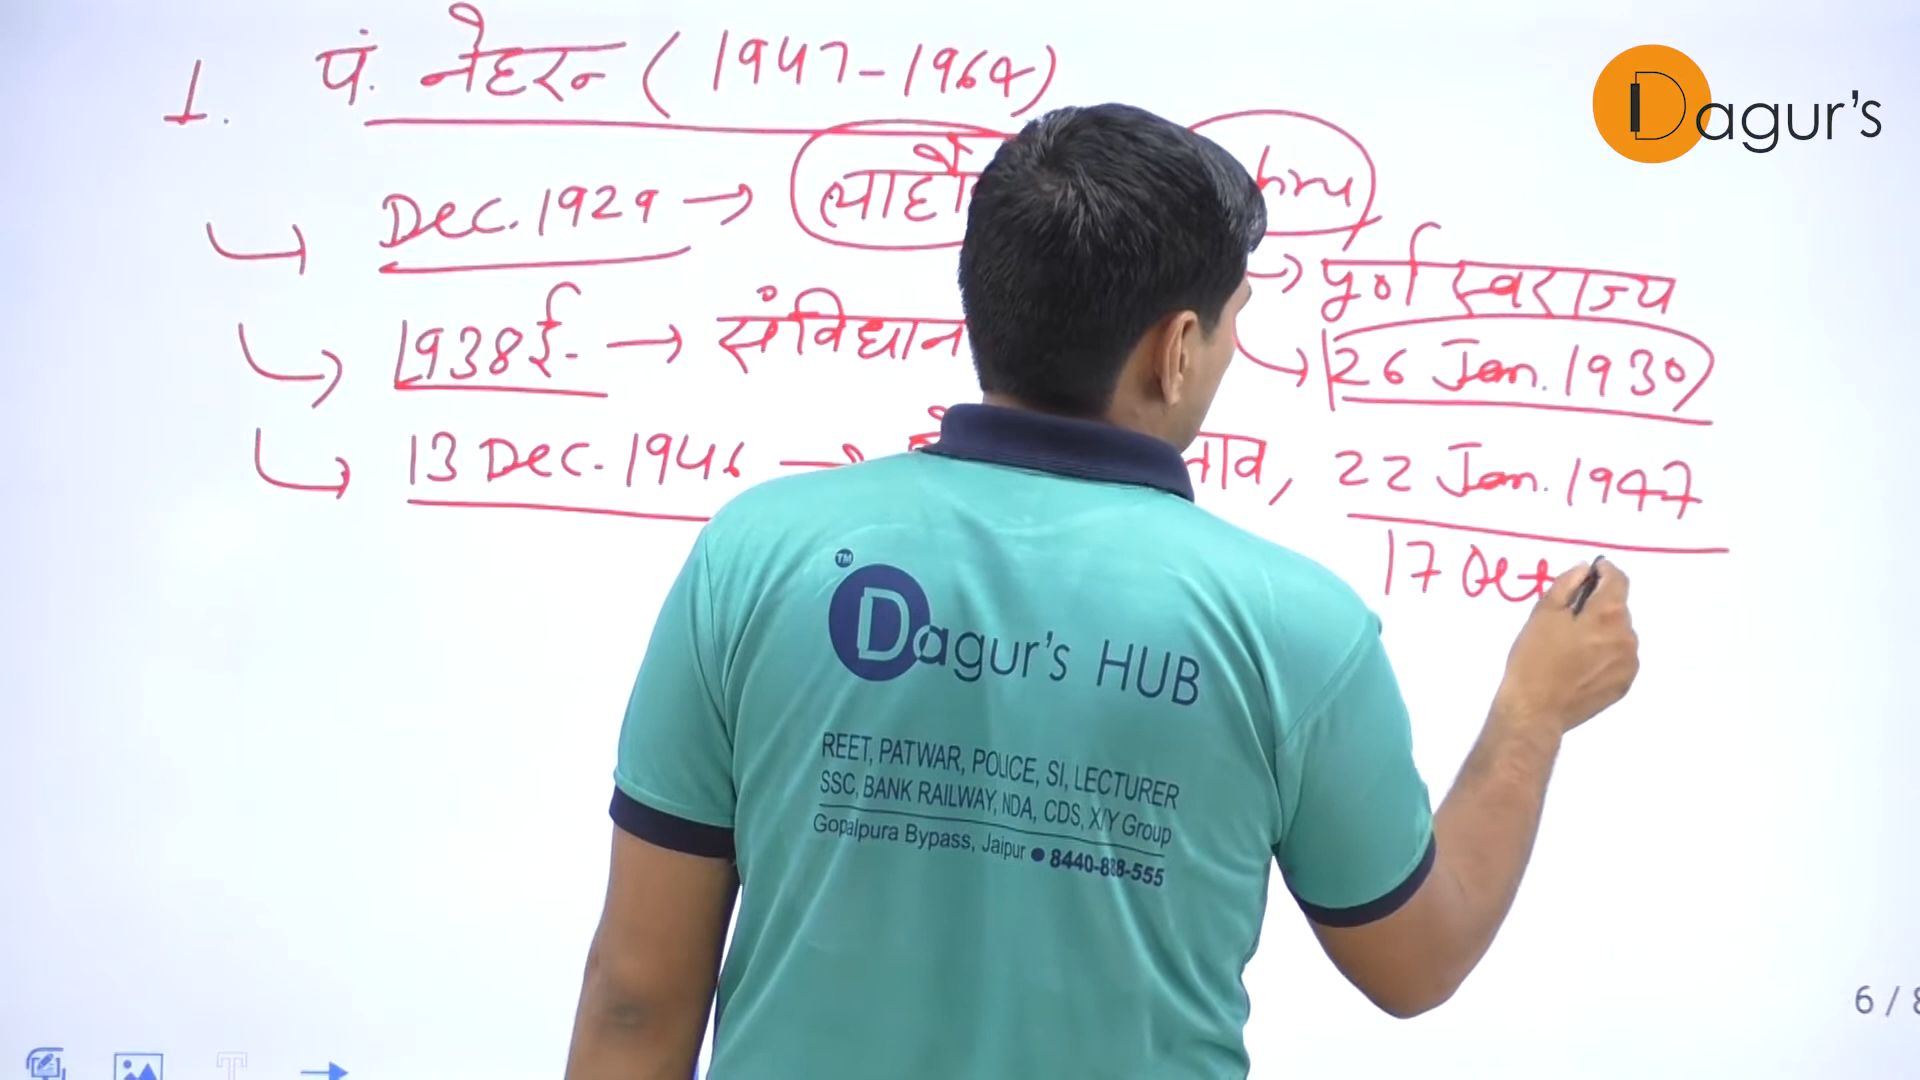 1. पं. नेहरू (1947-1964)
Dagur's
Dec. 1929 →
→ पूर्ण स्वराज्य
1938ई. → संविधान
26 Jan. 1930
13 Dec. 1946 → 
22 Jan. 1947
17 Oct
TM
Dagur's HUB
REET, PATWAR, POLICE, SI, LECTURER
SSC, BANK RAILWAY, NDA, CDS, X/Y Group
Gopalpura Bypass, Jaipur ● 8440-888-555
6 / 8